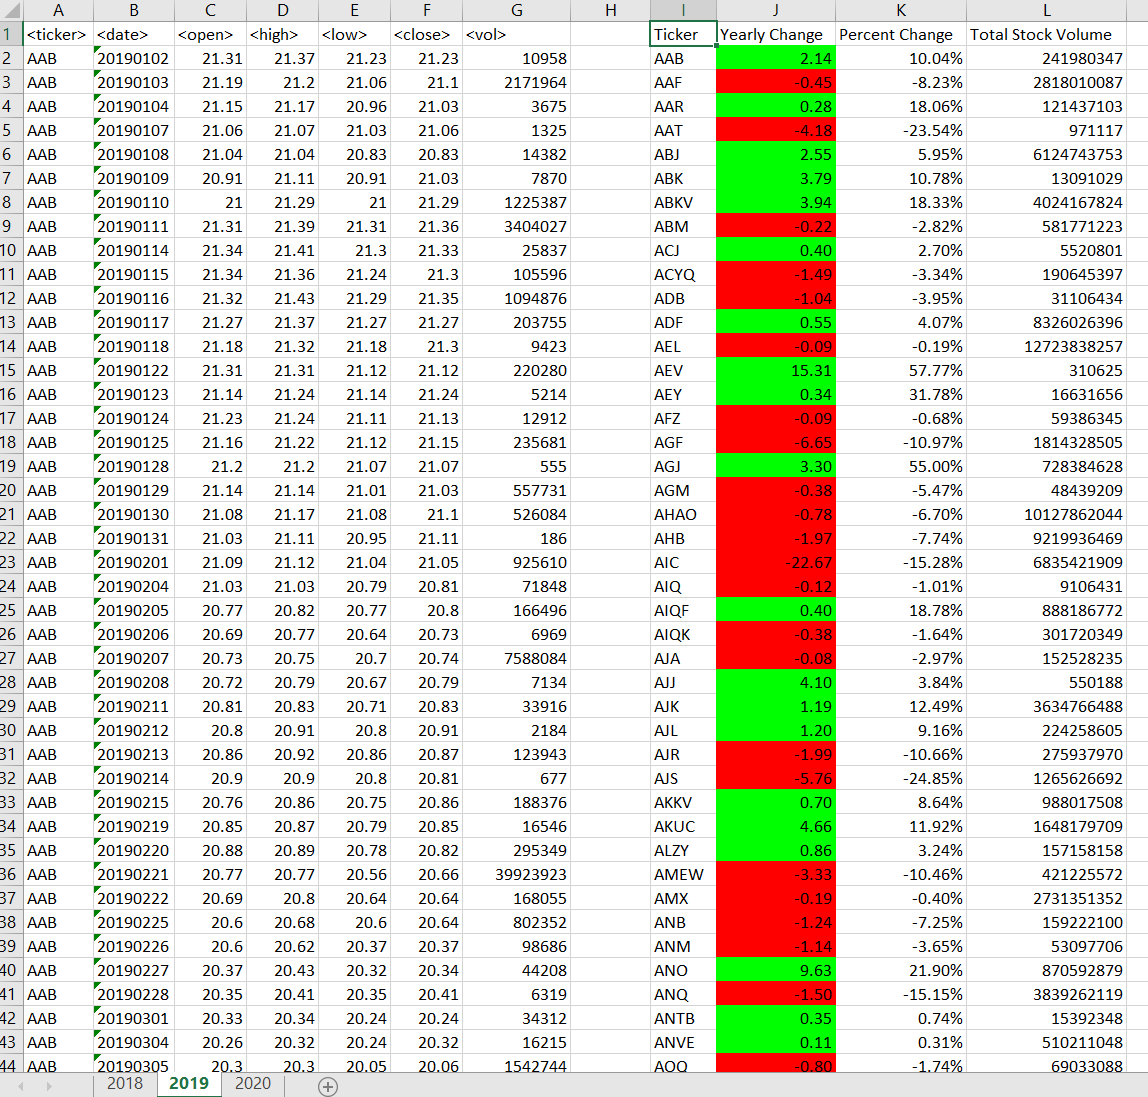 A B C D E F G H I J K L
1 <ticker> <date> <open> <high> <low> <close> <vol> Ticker Yearly Change Percent Change Total Stock Volume
2 AAB 20190102 21.31 21.37 21.23 21.23 10958 AAB 2.14 10.04% 241980347
3 AAB 20190103 21.19 21.2 21.06 21.1 2171964 AAF -0.45 -8.23% 2818010087
4 AAB 20190104 21.15 21.17 20.96 21.03 3675 AAR 0.28 18.06% 121437103
5 AAB 20190107 21.06 21.07 21.03 21.06 1325 AAT -4.18 -23.54% 971117
6 AAB 20190108 21.04 21.04 20.83 20.83 14382 ABJ 2.55 5.95% 6124743753
7 AAB 20190109 20.91 21.11 20.91 21.03 7870 ABK 3.79 10.78% 13091029
8 AAB 20190110 21 21.29 21 21.29 1225387 ABKV 3.94 18.33% 4024167824
9 AAB 20190111 21.31 21.39 21.31 21.36 3404027 ABM -0.22 -2.82% 581771223
10 AAB 20190114 21.34 21.41 21.3 21.33 25837 ACJ 0.40 2.70% 5520801
11 AAB 20190115 21.34 21.36 21.24 21.3 105596 ACYQ -1.49 -3.34% 190645397
12 AAB 20190116 21.32 21.43 21.29 21.35 1094876 ADB -1.04 -3.95% 31106434
13 AAB 20190117 21.27 21.37 21.27 21.27 203755 ADF 0.55 4.07% 8326026396
14 AAB 20190118 21.18 21.32 21.18 21.3 9423 AEL -0.09 -0.19% 12723838257
15 AAB 20190122 21.31 21.31 21.12 21.12 220280 AEV 15.31 57.77% 310625
16 AAB 20190123 21.14 21.24 21.14 21.24 5214 AEY 0.34 31.78% 16631656
17 AAB 20190124 21.23 21.24 21.11 21.13 12912 AFZ -0.09 -0.68% 59386345
18 AAB 20190125 21.16 21.22 21.12 21.15 235681 AGF -6.65 -10.97% 1814328505
19 AAB 20190128 21.2 21.2 21.07 21.07 555 AGJ 3.30 55.00% 728384628
20 AAB 20190129 21.14 21.14 21.01 21.03 557731 AGM -0.38 -5.47% 48439209
21 AAB 20190130 21.08 21.17 21.08 21.1 526084 AHAO -0.78 -6.70% 10127862044
22 AAB 20190131 21.03 21.11 20.95 21.11 186 AHB -1.97 -7.74% 9219936469
23 AAB 20190201 21.09 21.12 21.04 21.05 925610 AIC -22.67 -15.28% 6835421909
24 AAB 20190204 21.03 21.03 20.79 20.81 71848 AIQ -0.12 -1.01% 9106431
25 AAB 20190205 20.77 20.82 20.77 20.8 166496 AIQF 0.40 18.78% 888186772
26 AAB 20190206 20.69 20.77 20.64 20.73 6969 AIQK -0.38 -1.64% 301720349
27 AAB 20190207 20.73 20.75 20.7 20.74 7588084 AJA -0.08 -2.97% 152528235
28 AAB 20190208 20.72 20.79 20.67 20.79 7134 AJJ 4.10 3.84% 550188
29 AAB 20190211 20.81 20.83 20.71 20.83 33916 AJK 1.19 12.49% 3634766488
30 AAB 20190212 20.8 20.91 20.8 20.91 2184 AJL 1.20 9.16% 224258605
31 AAB 20190213 20.86 20.92 20.86 20.87 123943 AJR -1.99 -10.66% 275937970
32 AAB 20190214 20.9 20.9 20.8 20.81 677 AJS -5.76 -24.85% 1265626692
33 AAB 20190215 20.76 20.86 20.75 20.86 188376 AKKV 0.70 8.64% 988017508
34 AAB 20190219 20.85 20.87 20.79 20.85 16546 AKUC 4.66 11.92% 1648179709
35 AAB 20190220 20.88 20.89 20.78 20.82 295349 ALZY 0.86 3.24% 157158158
36 AAB 20190221 20.77 20.77 20.56 20.66 39923923 AMEW -3.33 -10.46% 421225572
37 AAB 20190222 20.69 20.8 20.64 20.64 168055 AMX -0.19 -0.40% 2731351352
38 AAB 20190225 20.6 20.68 20.6 20.64 802352 ANB -1.24 -7.25% 159222100
39 AAB 20190226 20.6 20.62 20.37 20.37 98686 ANM -1.14 -3.65% 53097706
40 AAB 20190227 20.37 20.43 20.32 20.34 44208 ANO 9.63 21.90% 870592879
41 AAB 20190228 20.35 20.41 20.35 20.41 6319 ANQ -1.50 -15.15% 3839262119
42 AAB 20190301 20.33 20.34 20.24 20.24 34312 ANTB 0.35 0.74% 15392348
43 AAB 20190304 20.26 20.32 20.24 20.32 16215 ANVE 0.11 0.31% 510211048
44 AAB 20190305 20.3 20.3 20.05 20.06 1542744 AOO -0.80 -1.74% 69033088
2018 2019 2020